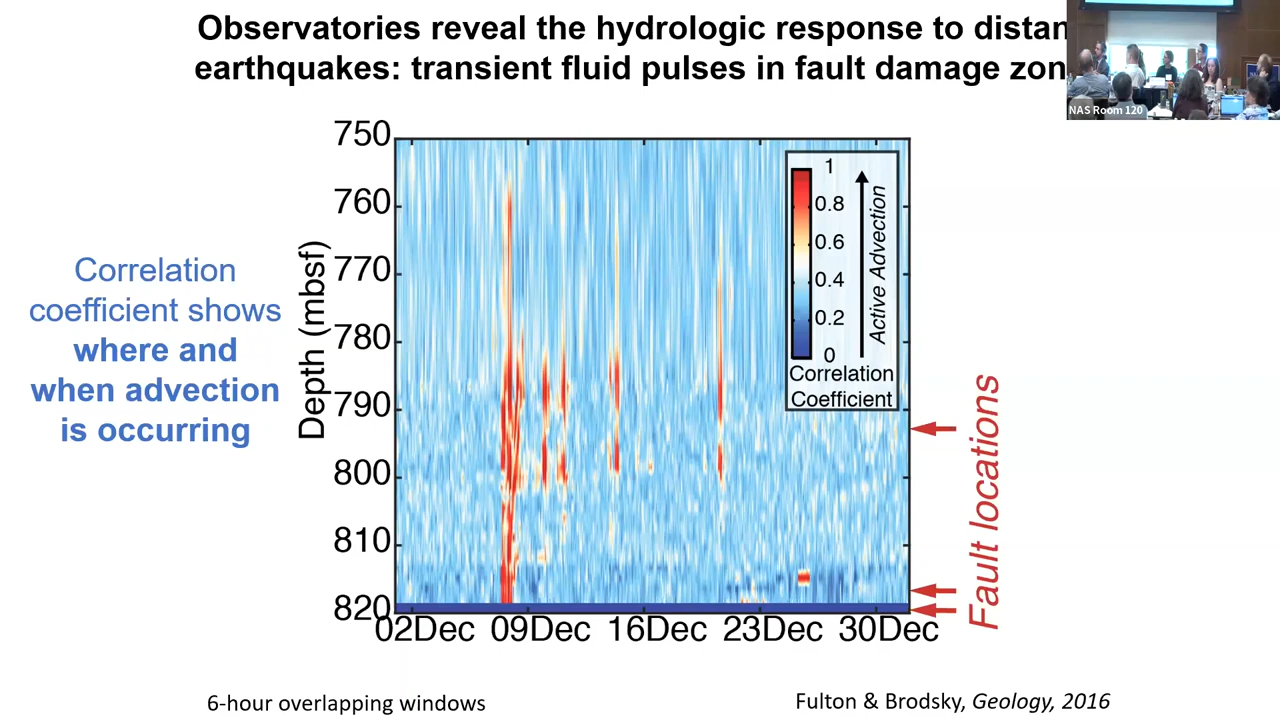 Observatories reveal the hydrologic response to distan
earthquakes: transient fluid pulses in fault damage zon
NAS Room 120
Correlation
coefficient shows
where and
when advection
is occurring
Depth (mbsf)
750
760
770
780
790
800
810
820
02Dec
09Dec
16Dec
23Dec
30Dec
1
0.8
0.6
0.4
0.2
0
Active Advection
Correlation
Coefficient
Fault locations
6-hour overlapping windows
Fulton & Brodsky, Geology, 2016